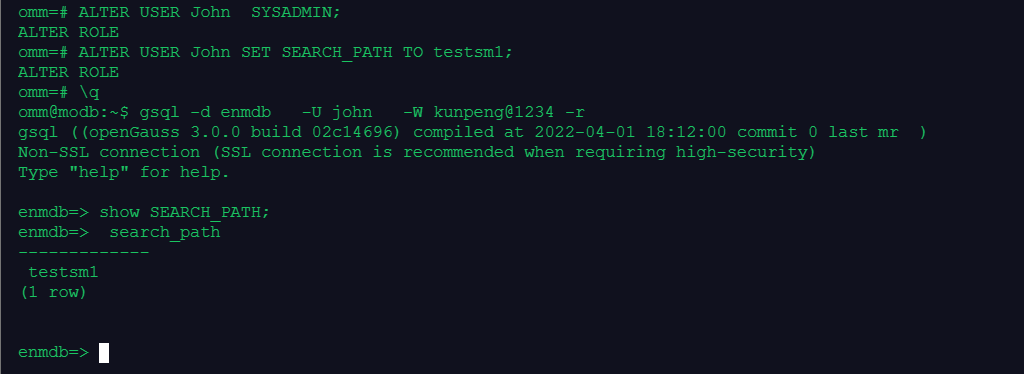 omm=# ALTER USER John  SYSADMIN;
ALTER ROLE
omm=# ALTER USER John SET SEARCH_PATH TO testsm1;
ALTER ROLE
omm=# \q
omm@modb:~$ gsql -d enmdb   -U john   -W kunpeng@1234 -r
gsql ((openGauss 3.0.0 build 02c14696) compiled at 2022-04-01 18:12:00 commit 0 last mr  )
Non-SSL connection (SSL connection is recommended when requiring high-security)
Type "help" for help.

enmdb=> show SEARCH_PATH;
enmdb=>  search_path
-------------
 testsm1
(1 row)


enmdb=>